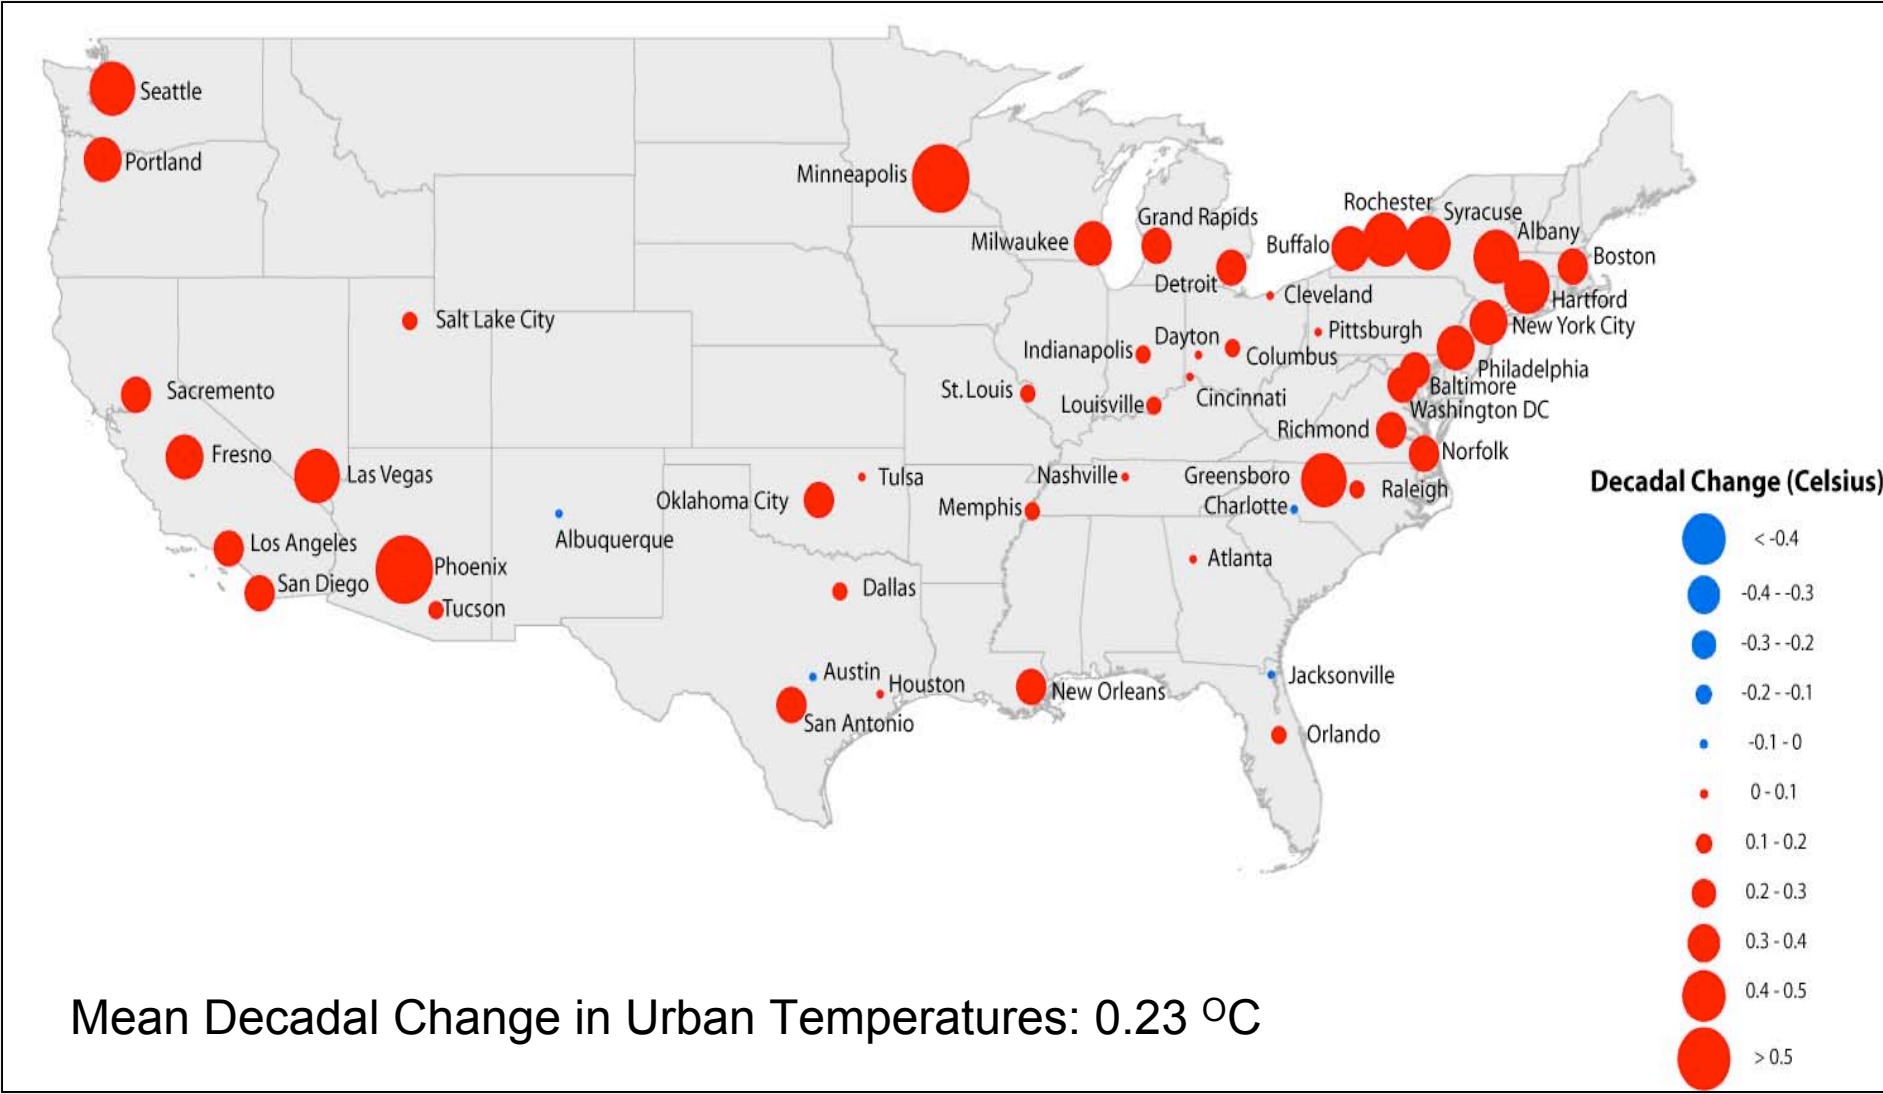 Seattle
Portland
Minneapolis
Milwaukee
Grand Rapids
Detroit
Rochester
Syracuse
Buffalo
Albany
Boston
Hartford
New York City
Cleveland
Pittsburgh
Philadelphia
Baltimore
Washington DC
Salt Lake City
Indianapolis
Dayton
Columbus
Cincinnati
St.Louis
Louisville
Sacremento
Fresno
Las Vegas
Richmond
Norfolk
Tulsa
Oklahoma City
Nashville
Memphis
Greensboro
Raleigh
Charlotte
Albuquerque
Los Angeles
San Diego
Phoenix
Tucson
Dallas
Atlanta
Austin
Houston
San Antonio
New Orleans
Jacksonville
Orlando
Decadal Change (Celsius)
< -0.4
-0.4 - -0.3
-0.3 - -0.2
-0.2 - -0.1
-0.1 - 0
0 - 0.1
0.1 - 0.2
0.2 - 0.3
0.3 - 0.4
0.4 - 0.5
> 0.5
Mean Decadal Change in Urban Temperatures: 0.23 ᴼC